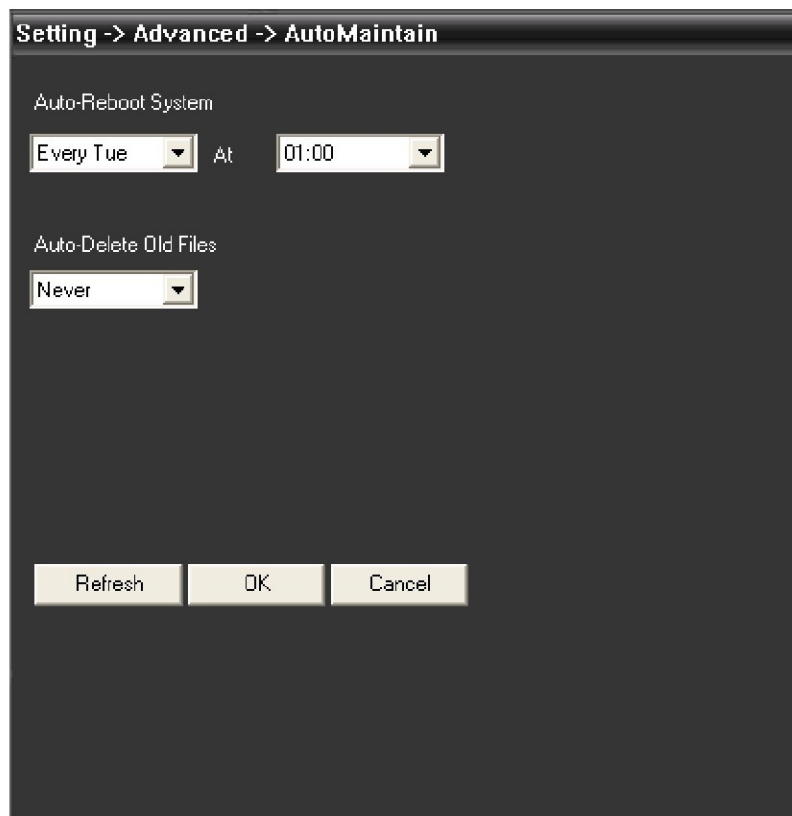 Setting -> Advanced -> AutoMaintain
Auto-Reboot System
Every Tue At 01:00
Auto-Delete Old Files
Never
Refresh OK Cancel